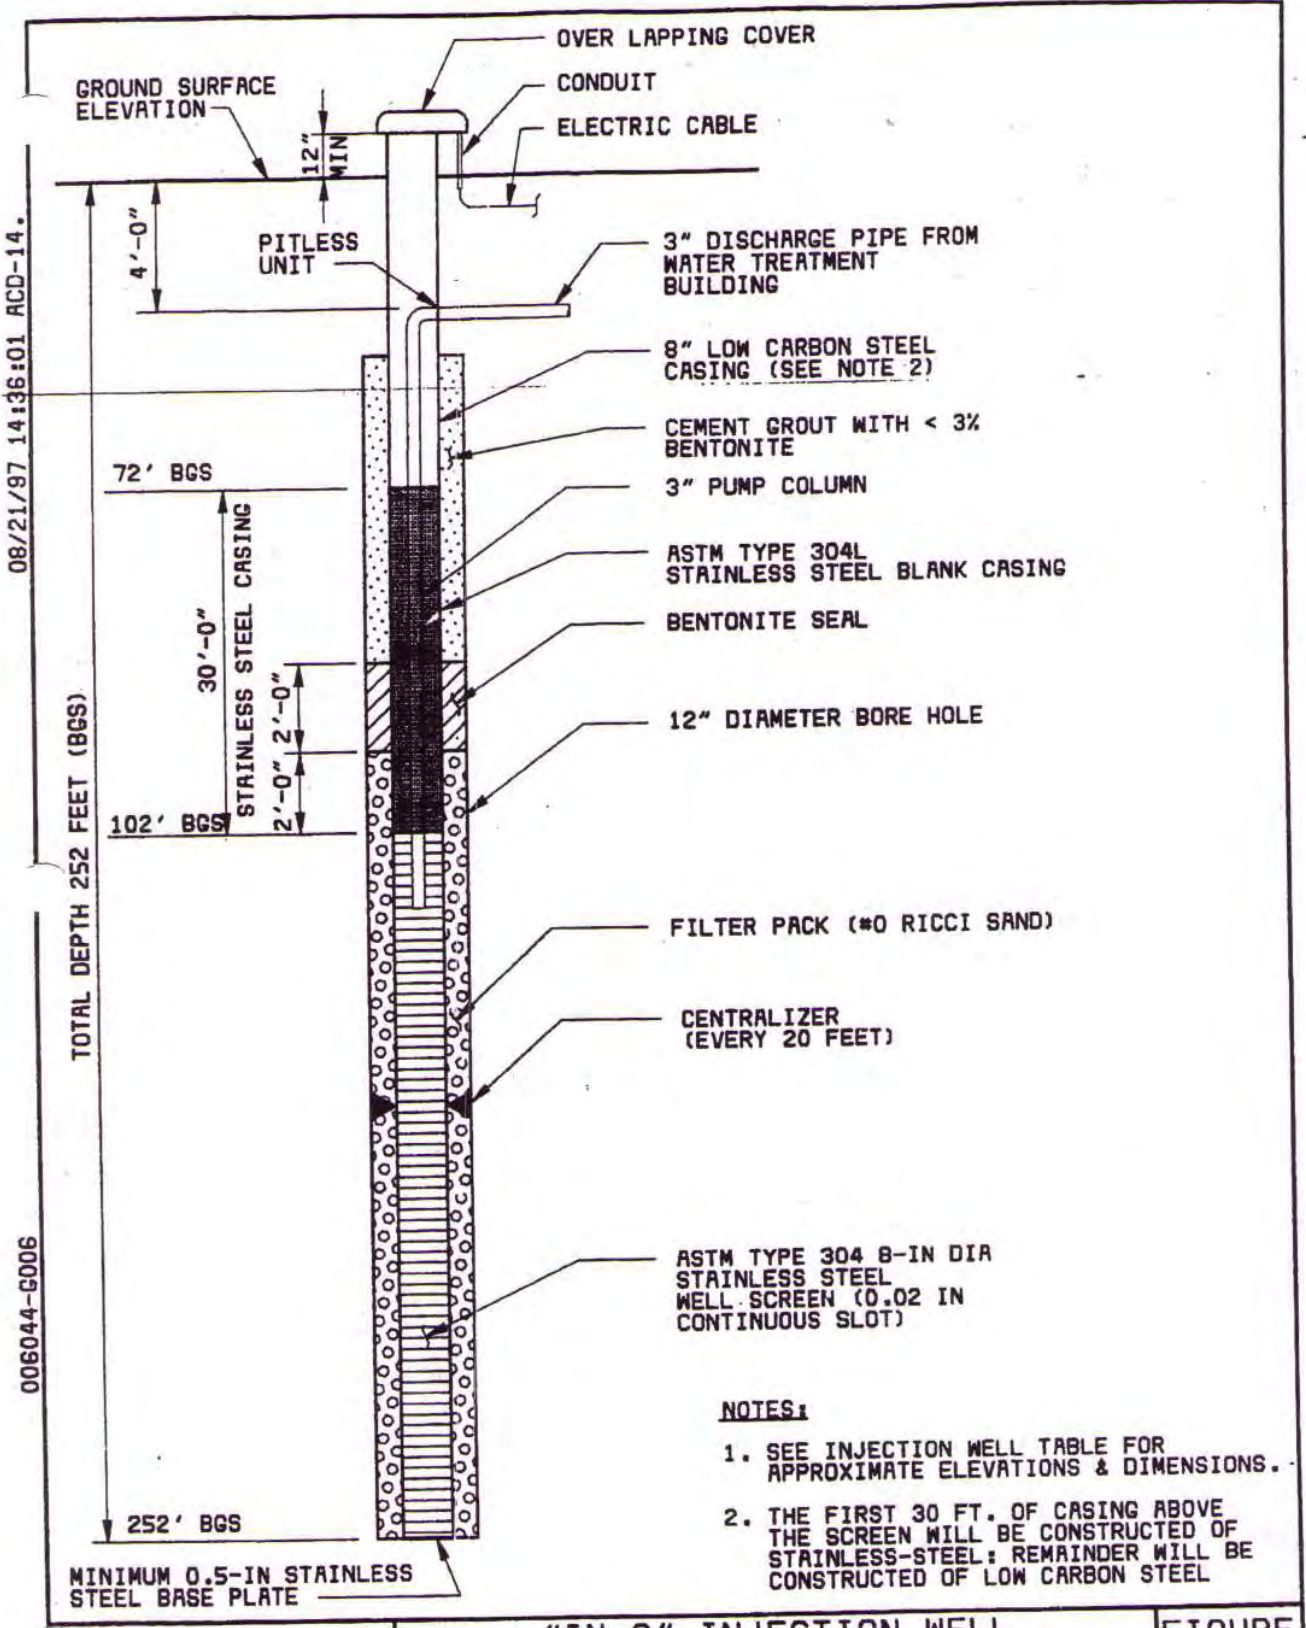 OVER LAPPING COVER
GROUND SURFACE
ELEVATION
CONDUIT
12"
MIN
ELECTRIC CABLE
4'-0"
PITLESS
UNIT
3" DISCHARGE PIPE FROM
WATER TREATMENT
BUILDING
08/21/97 14:36:01 ACD-14.
8" LOW CARBON STEEL
CASING (SEE NOTE 2)
CEMENT GROUT WITH < 3%
BENTONITE
72' BGS
3" PUMP COLUMN
30'-0"
STAINLESS STEEL CASING
ASTM TYPE 304L
STAINLESS STEEL BLANK CASING
BENTONITE SEAL
2'-0"
12" DIAMETER BORE HOLE
2'-0"
102' BGS
TOTAL DEPTH 252 FEET (BGS)
FILTER PACK (#0 RICCI SAND)
CENTRALIZER
(EVERY 20 FEET)
006044-G006
ASTM TYPE 304 8-IN DIA
STAINLESS STEEL
WELL SCREEN (0.02 IN
CONTINUOUS SLOT)
NOTES:
1. SEE INJECTION WELL TABLE FOR
APPROXIMATE ELEVATIONS & DIMENSIONS.
2. THE FIRST 30 FT. OF CASING ABOVE
THE SCREEN WILL BE CONSTRUCTED OF
STAINLESS-STEEL: REMAINDER WILL BE
CONSTRUCTED OF LOW CARBON STEEL
252' BGS
MINIMUM 0.5-IN STAINLESS
STEEL BASE PLATE
INJECTION WELL
FIGURE